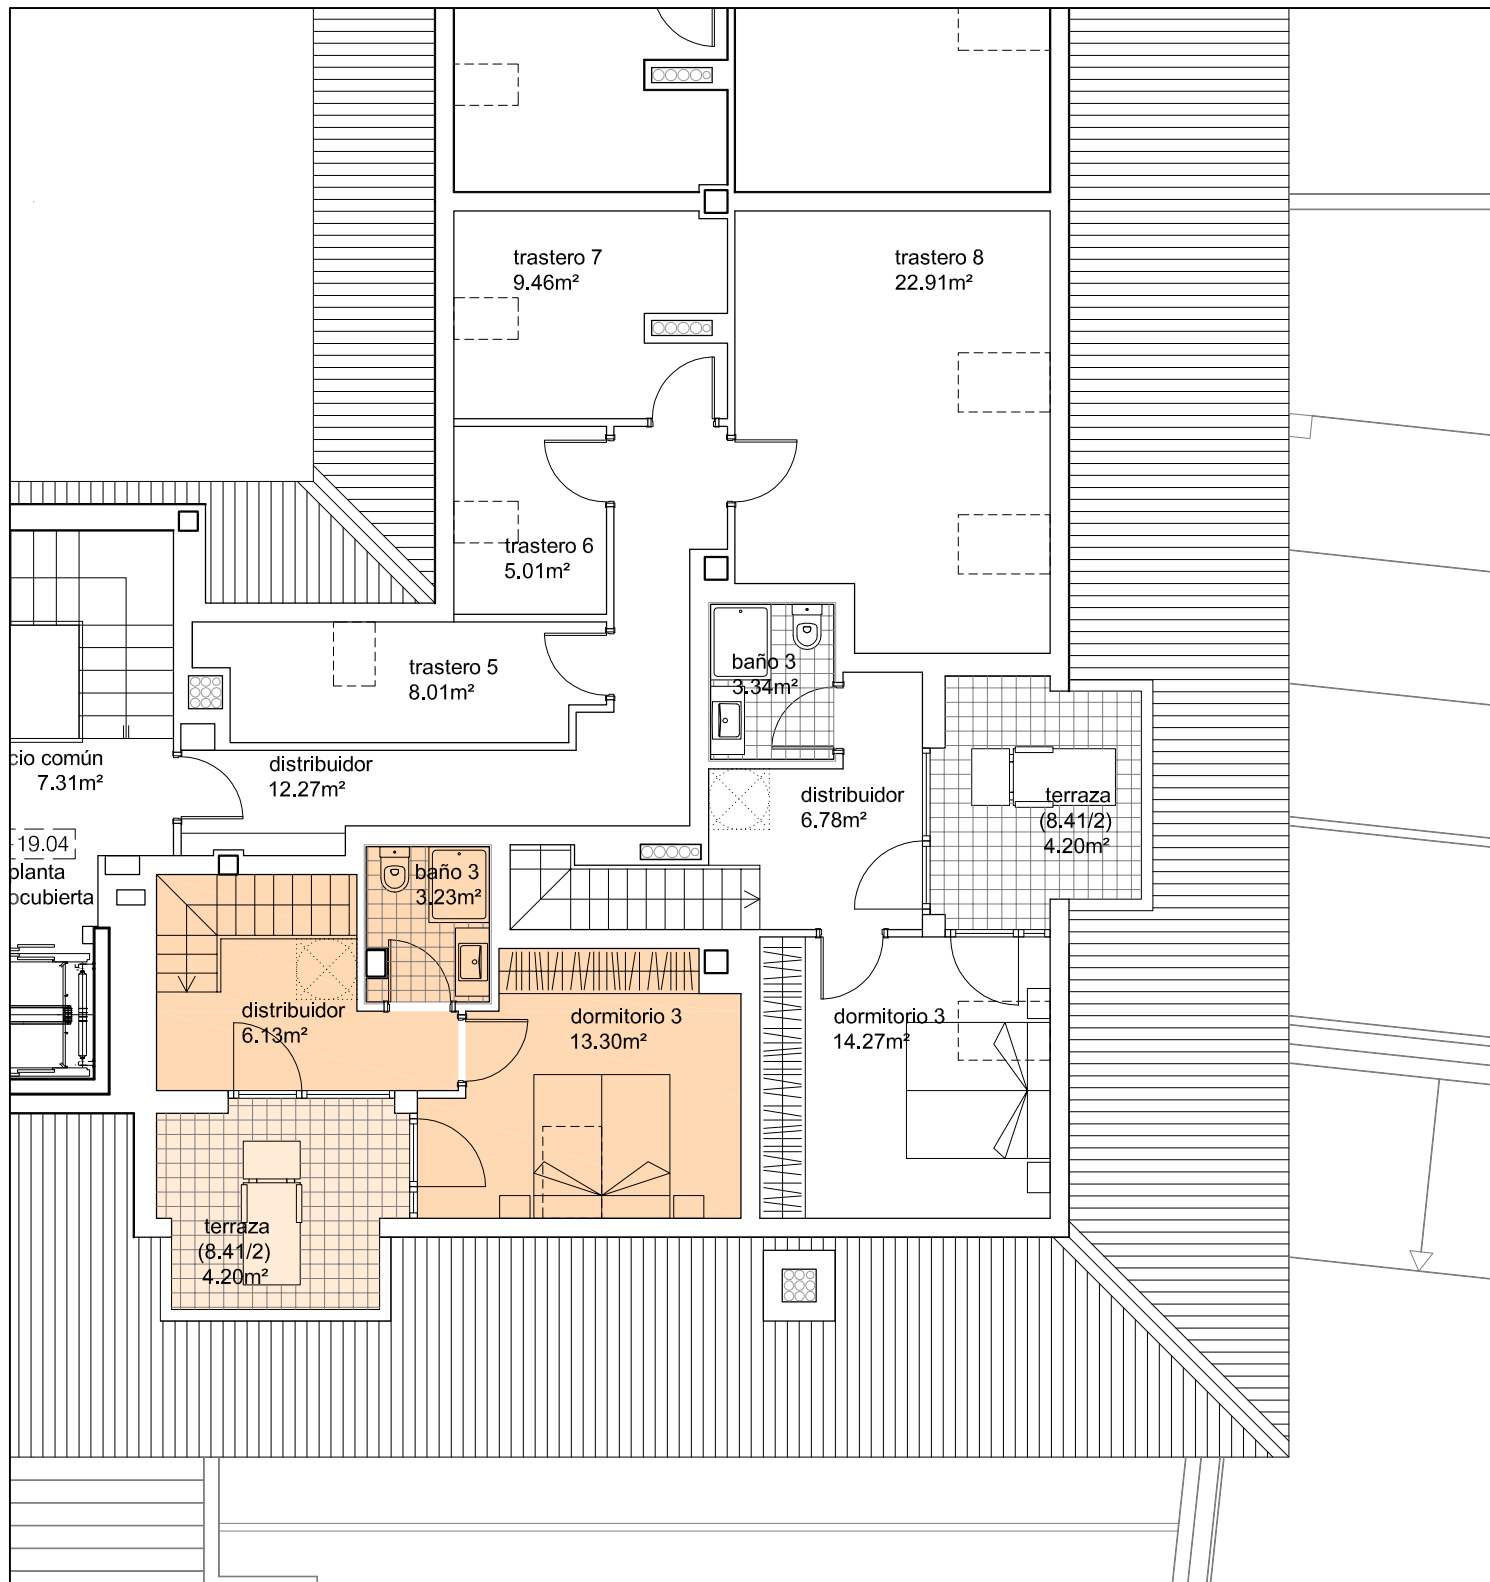 trastero 7
9.46m²
trastero 8
22.91m²
trastero 6
5.01m²
trastero 5
8.01m²
baño 3
3.34m²
cio común
7.31m²
distribuidor
12.27m²
distribuidor
6.78m²
terraza
(8.41/2)
4.20m²
19.04
planta
ocubierta
baño 3
3.23m²
distribuidor
6.13m²
dormitorio 3
13.30m²
dormitorio 3
14.27m²
terraza
(8.41/2)
4.20m²